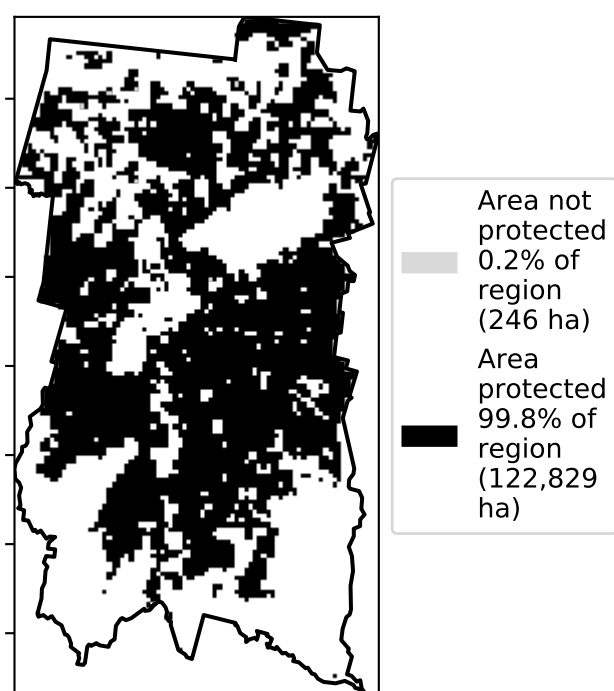 Area not
protected
0.2% of
region
(246 ha)
Area
protected
99.8% of
region
(122,829
ha)